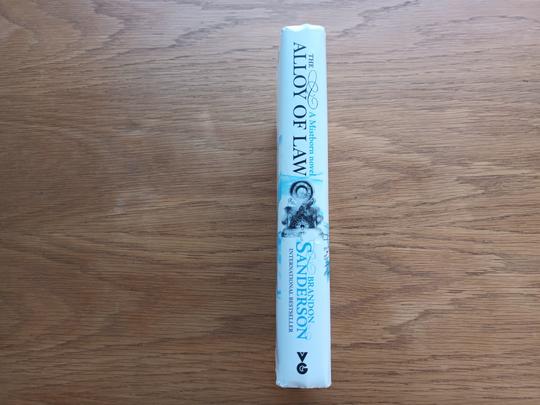 THE
ALLOY OF LAW
A Mistborn novel
BRANDON
SANDERSON
INTERNATIONAL BESTSELLER
G